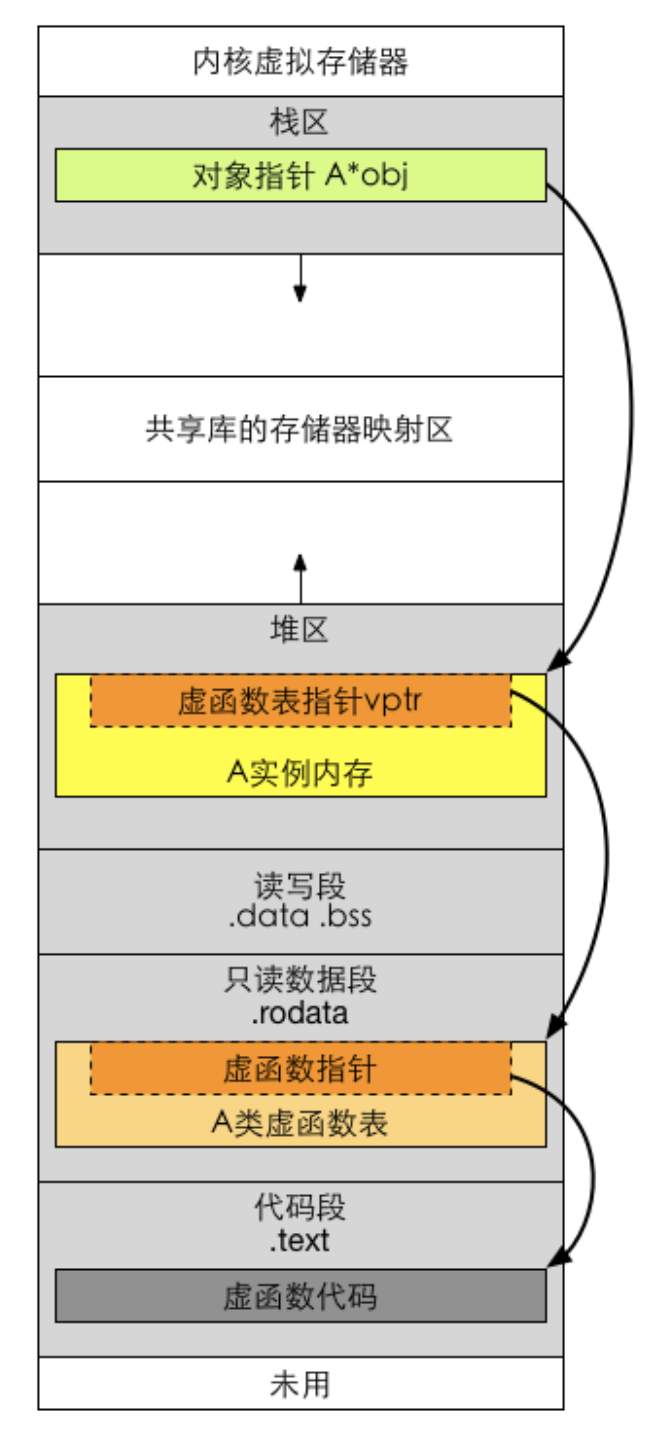 内核虚拟存储器
栈区
对象指针 A*obj
共享库的存储器映射区
堆区
虚函数表指针vptr
A实例内存
读写段
.data .bss
只读数据段
.rodata
虚函数指针
A类虚函数表
代码段
.text
虚函数代码
未用